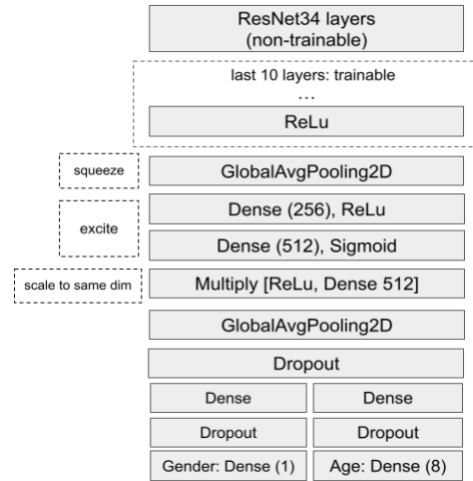 ResNet34 layers
(non-trainable)
last 10 layers: trainable
...
ReLu
squeeze
GlobalAvgPooling2D
excite
Dense (256), ReLu
Dense (512), Sigmoid
scale to same dim
Multiply [ReLu, Dense 512]
GlobalAvgPooling2D
Dropout
Dense
Dense
Dropout
Dropout
Gender: Dense (1)
Age: Dense (8)